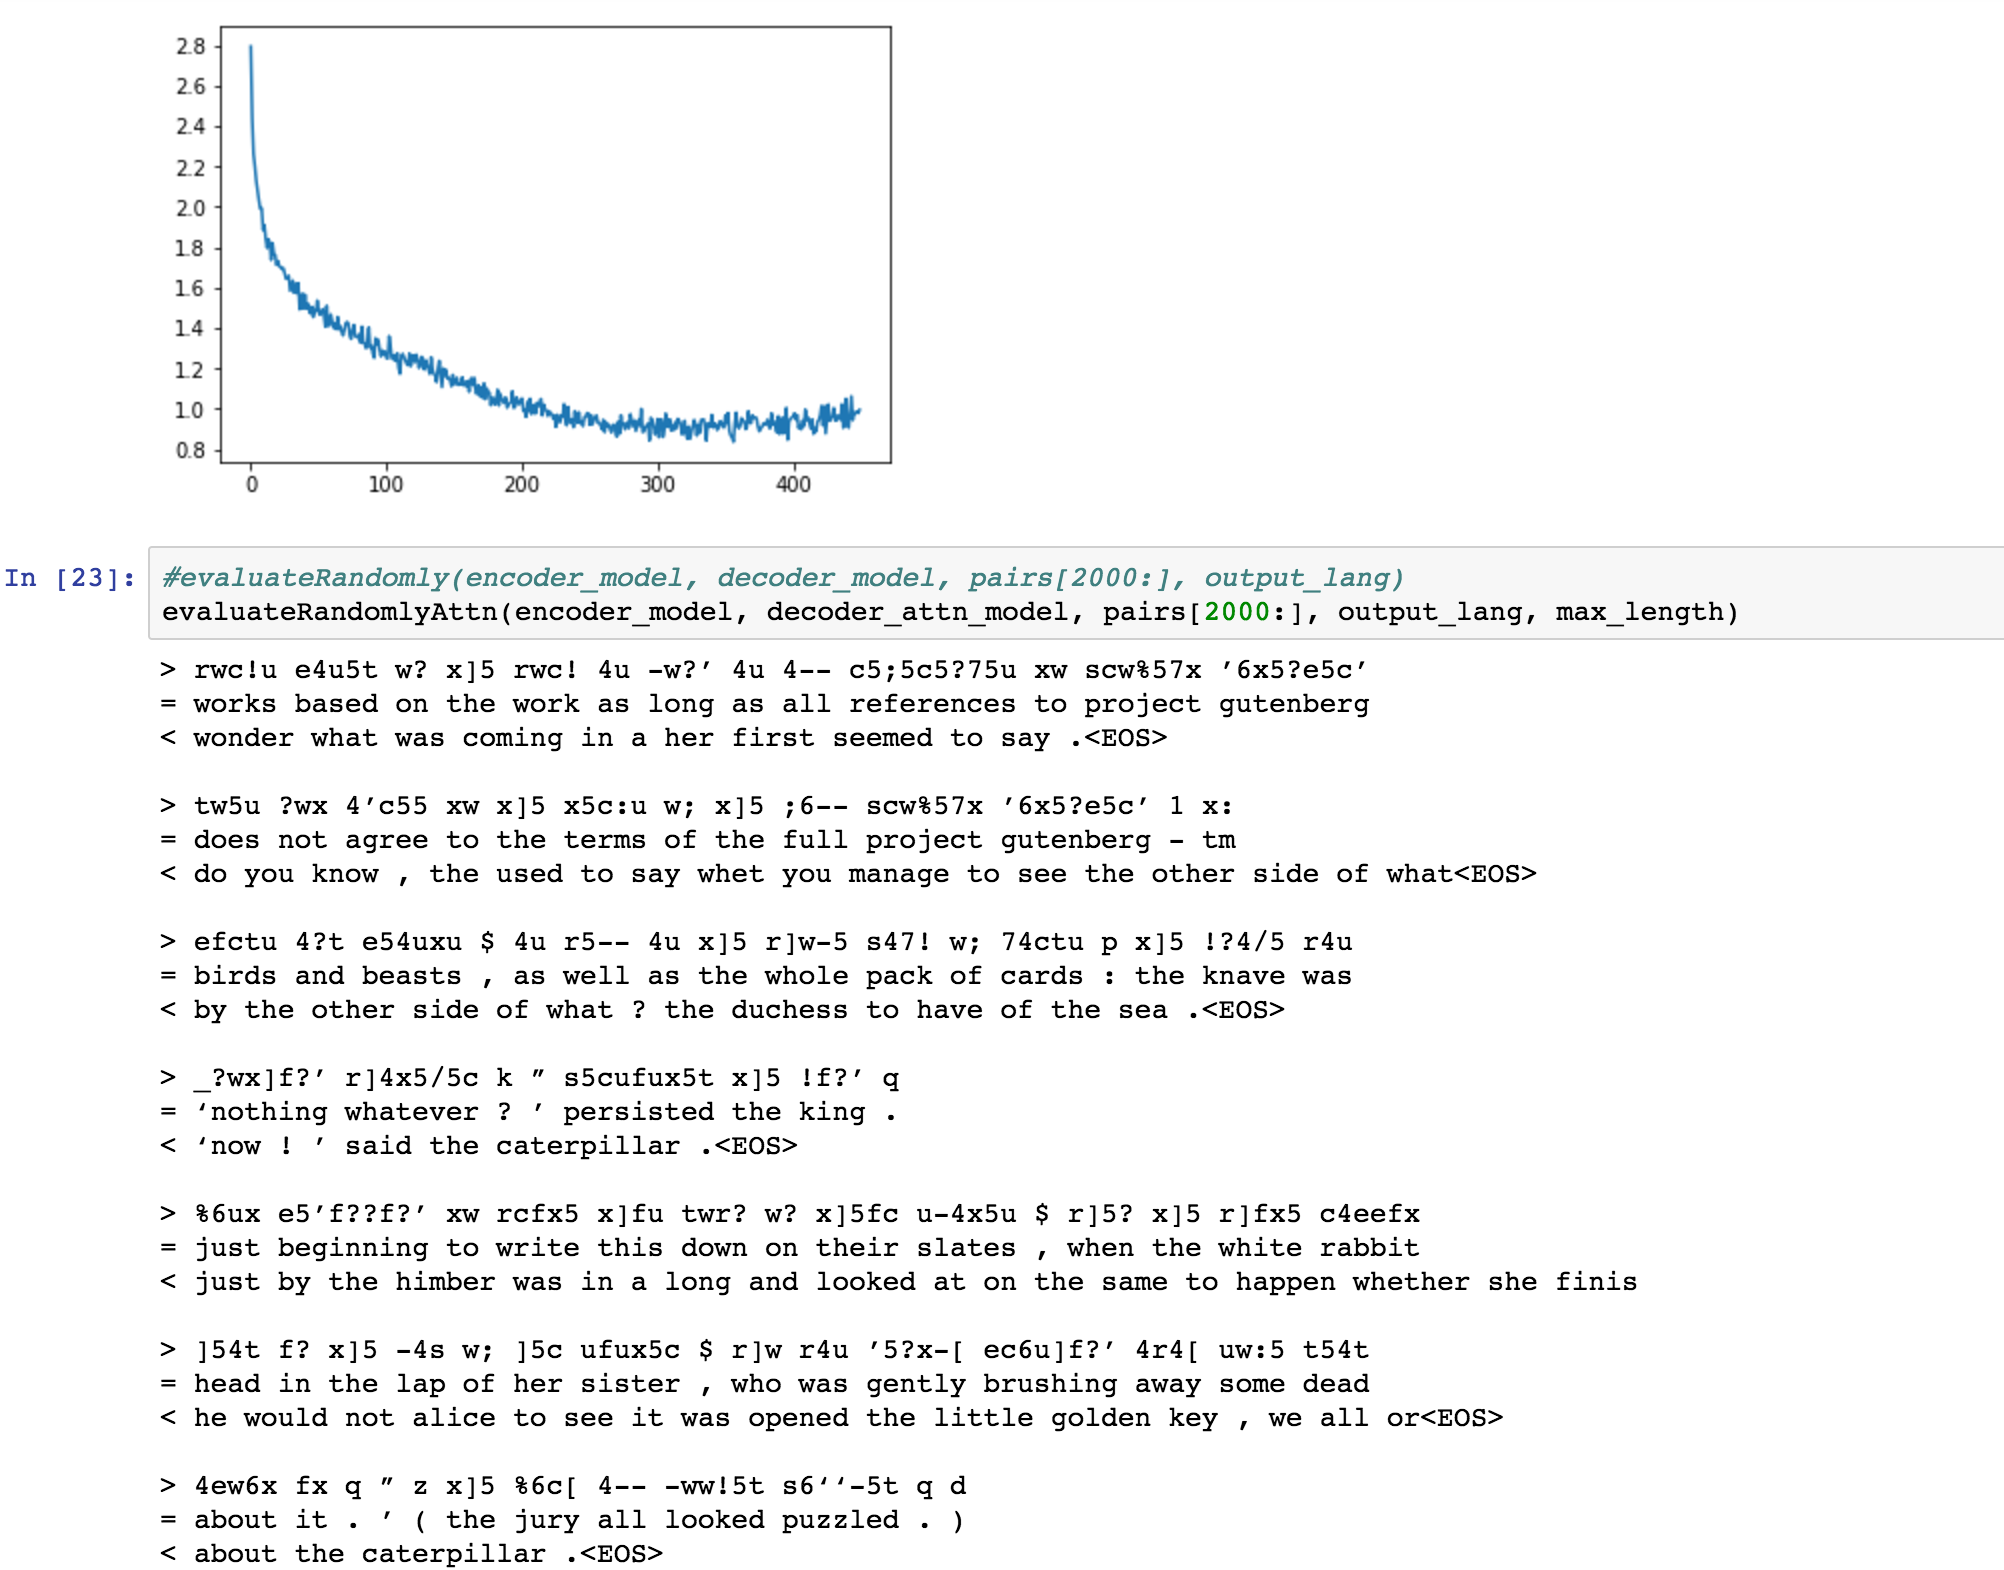 2.8
2.6
2.4
2.2
2.0
1.8
1.6
1.4
1.2
1.0
0.8
0 100 200 300 400
In [23]: #evaluateRandomly(encoder_model, decoder_model, pairs[2000:], output_lang)
evaluateRandomlyAttn(encoder_model, decoder_attn_model, pairs[2000:], output_lang, max_length)
> rwc!u e4u5t w? x]5 rwc! 4u -w?’ 4u 4-- c5;5c5?75u xw scw%57x ’6x5?e5c’
= works based on the work as long as all references to project gutenberg
< wonder what was coming in a her first seemed to say .<EOS>
> tw5u ?wx 4’c55 xw x]5 x5c:u w; x]5 ;6-- scw%57x ’6x5?e5c’ 1 x:
= does not agree to the terms of the full project gutenberg - tm
< do you know , the used to say whet you manage to see the other side of what<EOS>
> efctu 4?t e54uxu $ 4u r5-- 4u x]5 r]w-5 s47! w; 74ctu p x]5 !?4/5 r4u
= birds and beasts , as well as the whole pack of cards : the knave was
< by the other side of what ? the duchess to have of the sea .<EOS>
> _?wx]f?’ r]4x5/5c k ” s5cufux5t x]5 !f?’ q
= ‘nothing whatever ? ’ persisted the king .
< ‘now ! ’ said the caterpillar .<EOS>
> %6ux e5’f??f?’ xw rcfx5 x]fu twr? w? x]5fc u-4x5u $ r]5? x]5 r]fx5 c4eefx
= just beginning to write this down on their slates , when the white rabbit
< just by the himber was in a long and looked at on the same to happen whether she finis
> ]54t f? x]5 -4s w; ]5c ufux5c $ r]w r4u ’5?x-[ ec6u]f?’ 4r4[ uw:5 t54t
= head in the lap of her sister , who was gently brushing away some dead
< he would not alice to see it was opened the little golden key , we all or<EOS>
> 4ew6x fx q ” z x]5 %6c[ 4-- -ww!5t s6‘‘-5t q d
= about it . ’ ( the jury all looked puzzled . )
< about the caterpillar .<EOS>